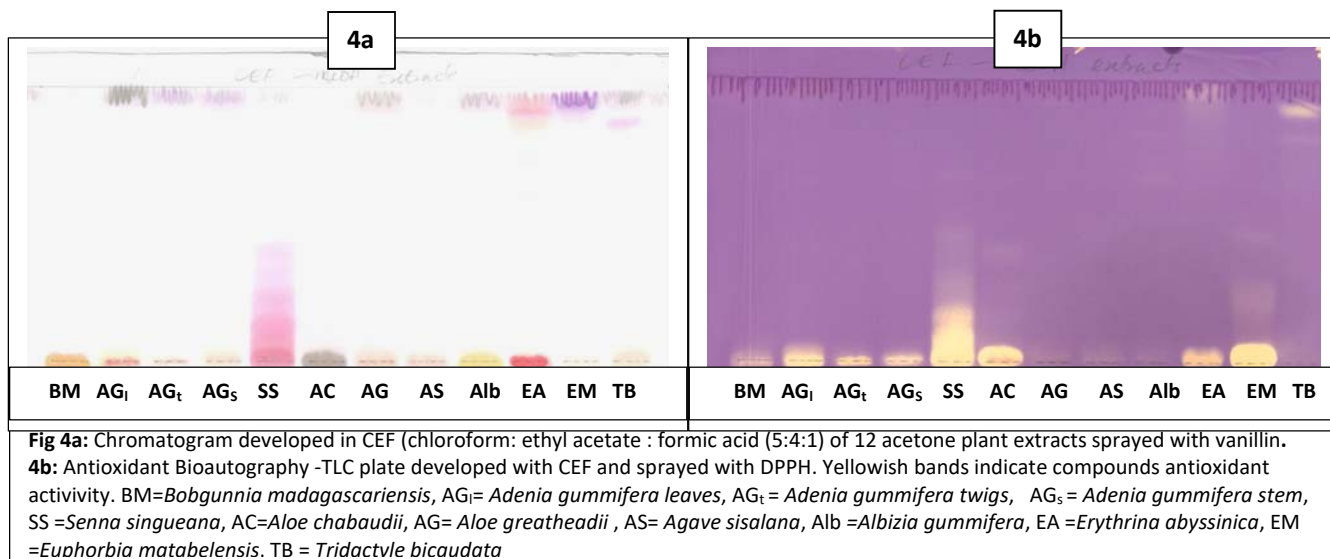 4a
4b
CEF - MeOH extracts
CEF - extracts
BM AGl AGt AGS SS AC AG AS Alb EA EM TB
BM AGl AGt AGS SS AC AG AS Alb EA EM TB
Fig 4a: Chromatogram developed in CEF (chloroform: ethyl acetate : formic acid (5:4:1) of 12 acetone plant extracts sprayed with vanillin.
4b: Antioxidant Bioautography -TLC plate developed with CEF and sprayed with DPPH. Yellowish bands indicate compounds antioxidant
activivity. BM=Bobgunnia madagascariensis, AGl= Adenia gummifera leaves, AGt = Adenia gummifera twigs, AGs = Adenia gummifera stem,
SS =Senna singueana, AC=Aloe chabaudii, AG= Aloe greatheadii , AS= Agave sisalana, Alb =Albizia gummifera, EA =Erythrina abyssinica, EM
=Euphorbia matabelensis. TB = Tridactyle bicaudata